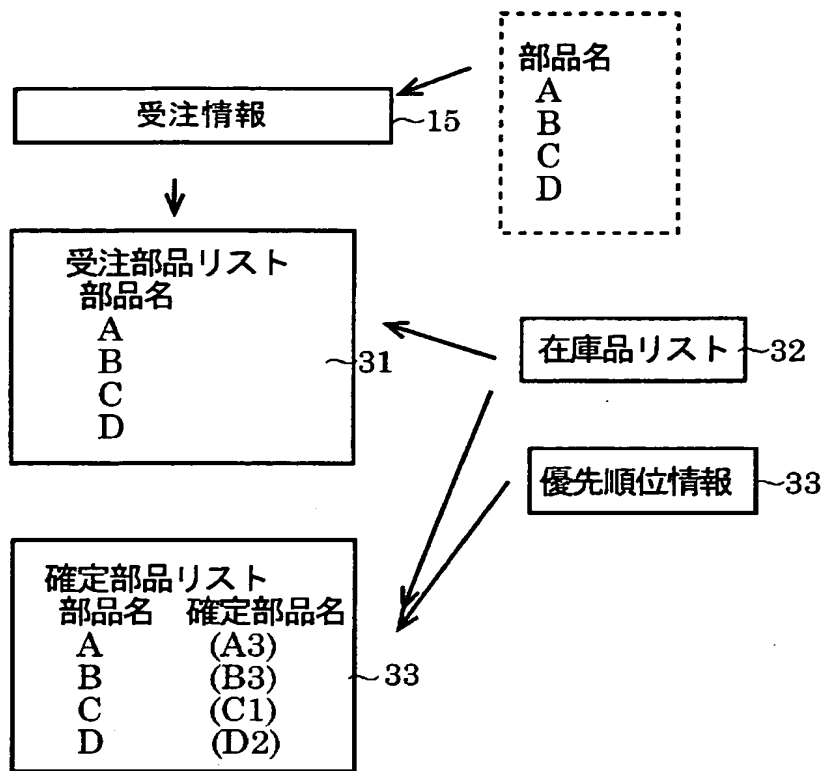 部品名
A
B
C
D
受注情報
15
受注部品リスト
部品名
A
B
C
D
31
在庫品リスト
32
優先順位情報
33
確定部品リスト
部品名 確定部品名
A (A3)
B (B3)
C (C1)
D (D2)
33